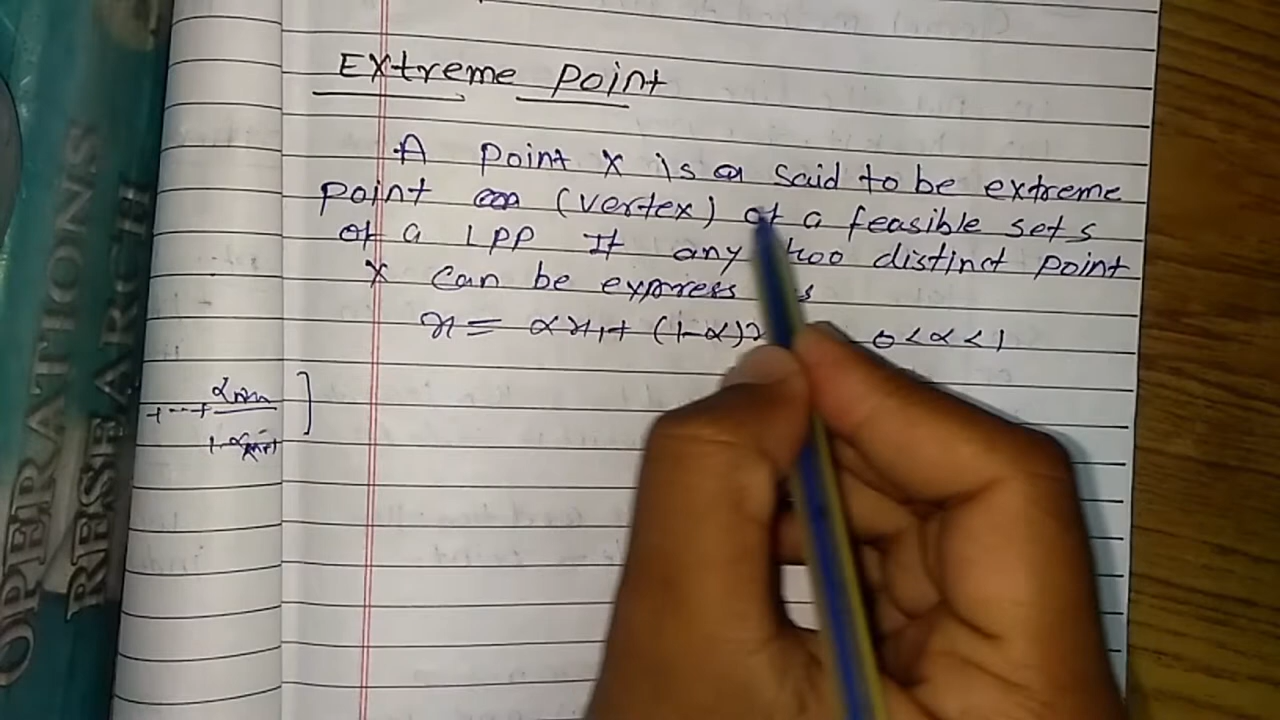 Extreme Point
A Point X is a said to be extreme
point (vertex) of a feasible sets
of a LPP If any two distinct point
X can be express as
x = αx₁ + (1-α)x 0<α<1
OPERATIONS
RESEARCH